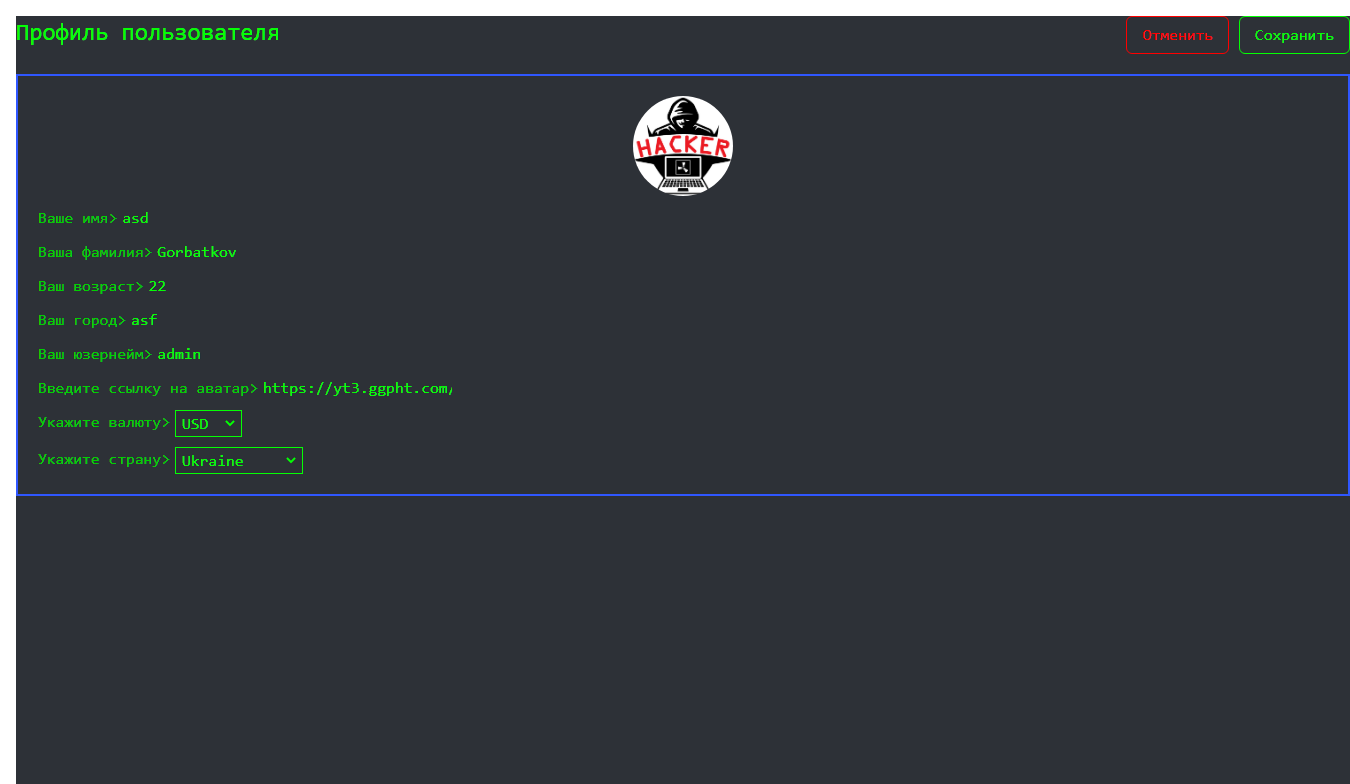 Профиль пользователя
Отменить
Сохранить
HACKER
Ваше имя> asd
Ваша фамилия> Gorbatkov
Ваш возраст> 22
Ваш город> asf
Ваш юзернейм> admin
Введите ссылку на аватар> https://yt3.ggpht.com/
Укажите валюту> USD
Укажите страну> Ukraine